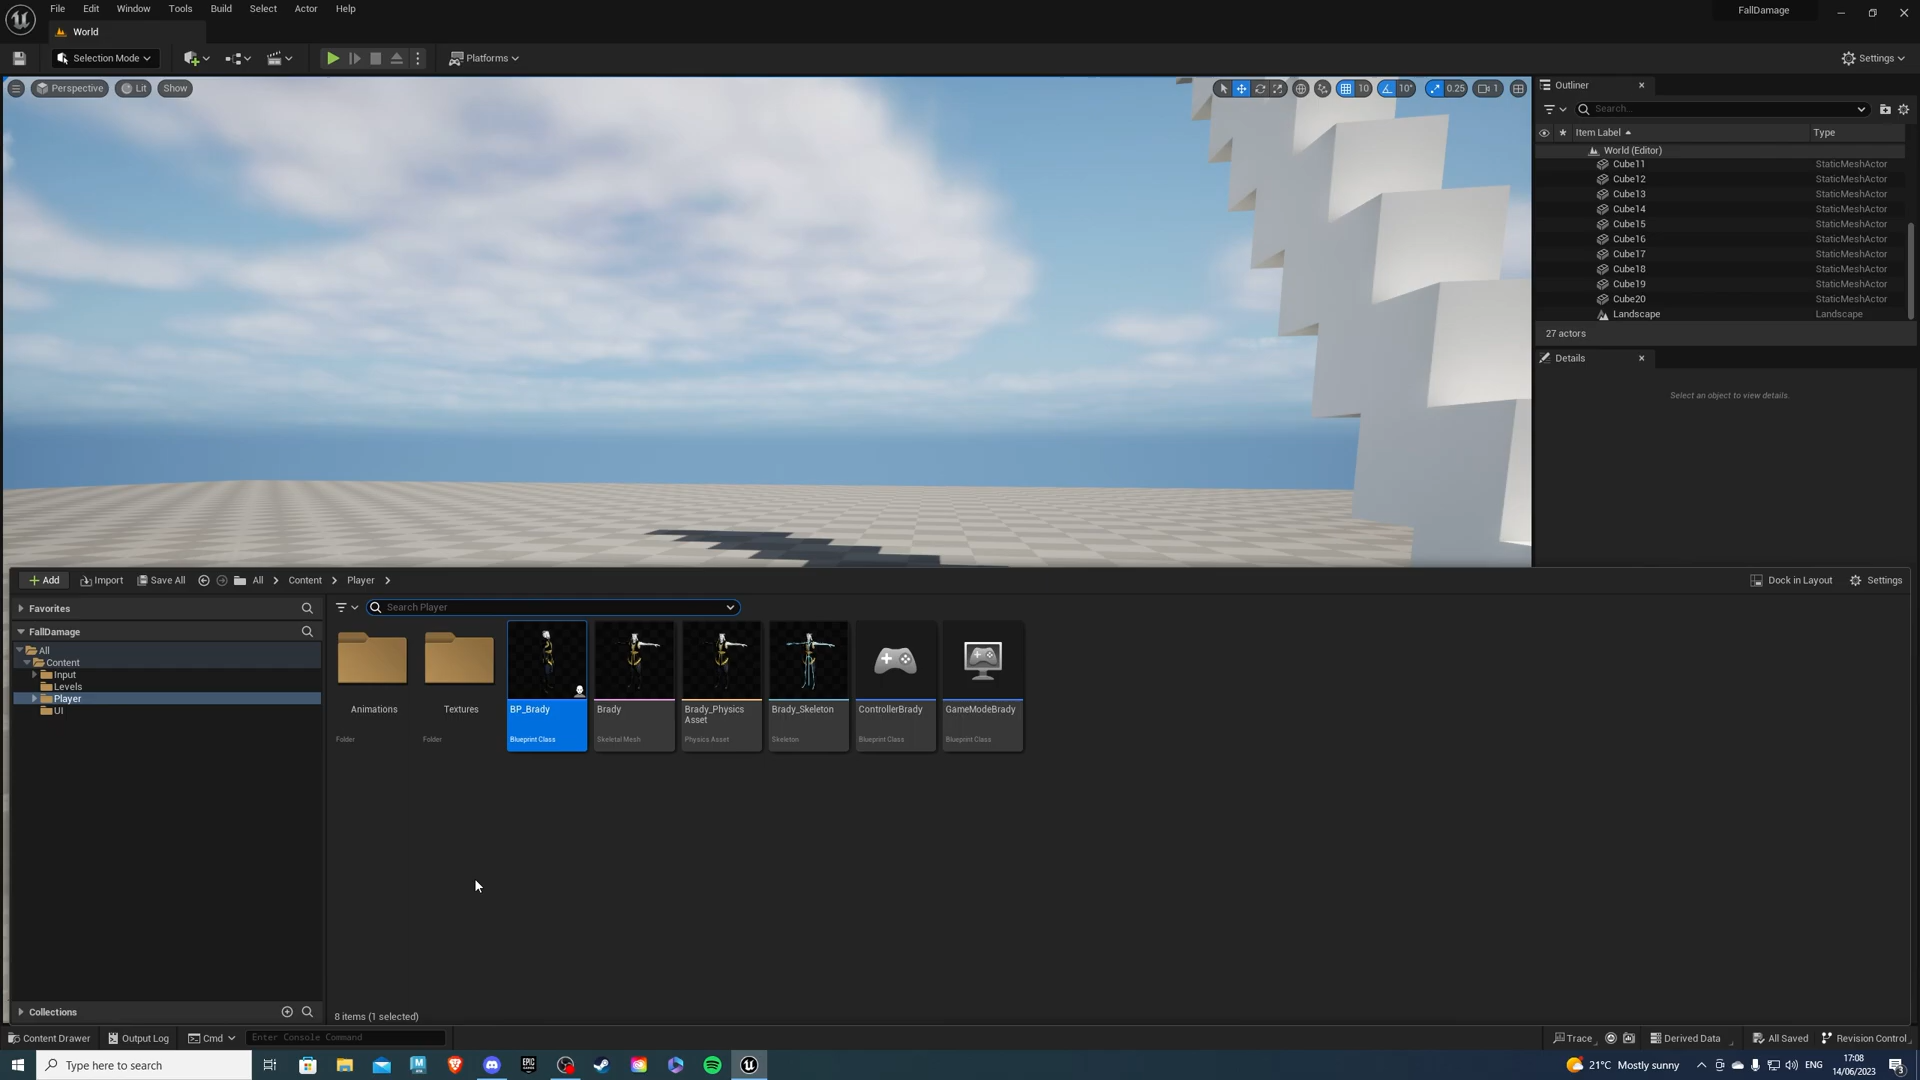 File Edit Window Tools Build Select Actor Help
FallDamage
World
Selection Mode
Platforms
Settings
Perspective Lit Show
10 10° 0.25 1
Outliner
Search...
Item Label Type
World (Editor)
Cube11 StaticMeshActor
Cube12 StaticMeshActor
Cube13 StaticMeshActor
Cube14 StaticMeshActor
Cube15 StaticMeshActor
Cube16 StaticMeshActor
Cube17 StaticMeshActor
Cube18 StaticMeshActor
Cube19 StaticMeshActor
Cube20 StaticMeshActor
Landscape Landscape
27 actors
Details
Select an object to view details.
Add Import Save All All Content Player
Dock in Layout Settings
Favorites
Search Player
FallDamage
All
Content
Input
Levels
Player
UI
Animations
Folder
Textures
Folder
BP_Brady
Blueprint Class
Brady
Skeletal Mesh
Brady_Physics
Asset
Physics Asset
Brady_Skeleton
Skeleton
ControllerBrady
Blueprint Class
GameModeBrady
Blueprint Class
Collections
8 items (1 selected)
Content Drawer Output Log Cmd Enter Console Command
Trace Derived Data All Saved Revision Control
Type here to search
21°C Mostly sunny
ENG
17:08
14/06/2023
3